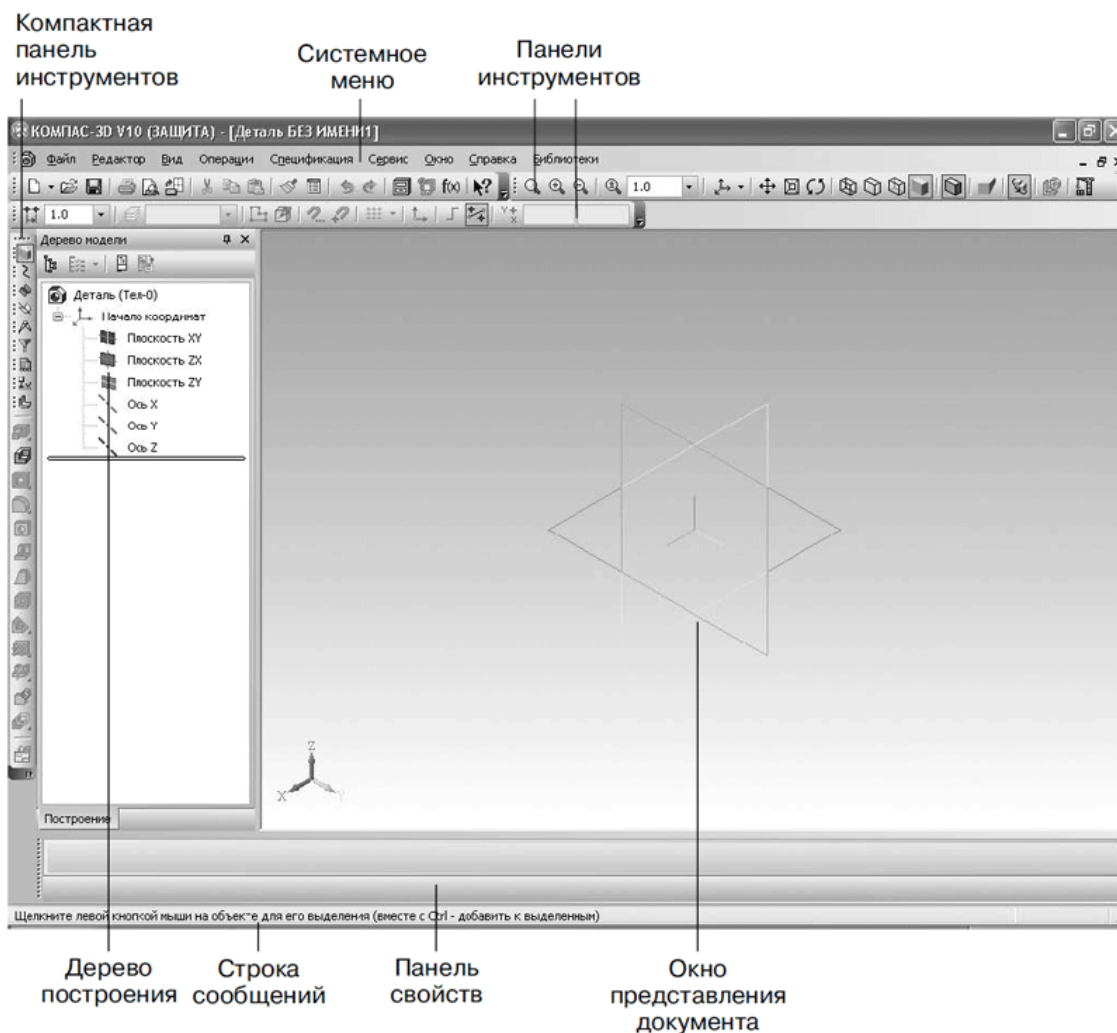 Компактная
панель
инструментов
Системное
меню
Панели
инструментов
КОМПАС-3D V10 (ЗАЩИТА) - [Деталь БЕЗ ИМЕНИ1]
Файл Редактор Вид Операции Спецификация Сервис Окно Справка Библиотеки
f(x) 1.0
1.0
Дерево модели
Деталь (Тел-0)
Начало координат
Плоскость XY
Плоскость ZX
Плоскость ZY
Ось X
Ось Y
Ось Z
Z
X
Y
Построение
Щелкните левой кнопкой мыши на объекте для его выделения (вместе с Ctrl - добавить к выделенным)
Дерево
построения
Строка
сообщений
Панель
свойств
Окно
представления
документа